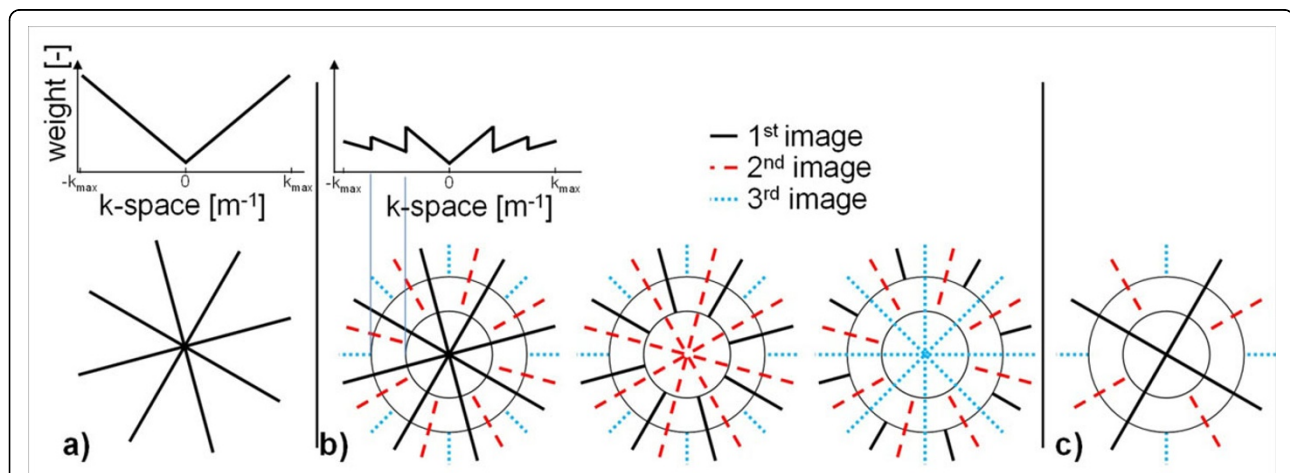 weight [-]
-kmax 0 kmax
k-space [m-1]
-kmax 0 kmax
k-space [m-1]
1st image
2nd image
3rd image
a)
b)
c)